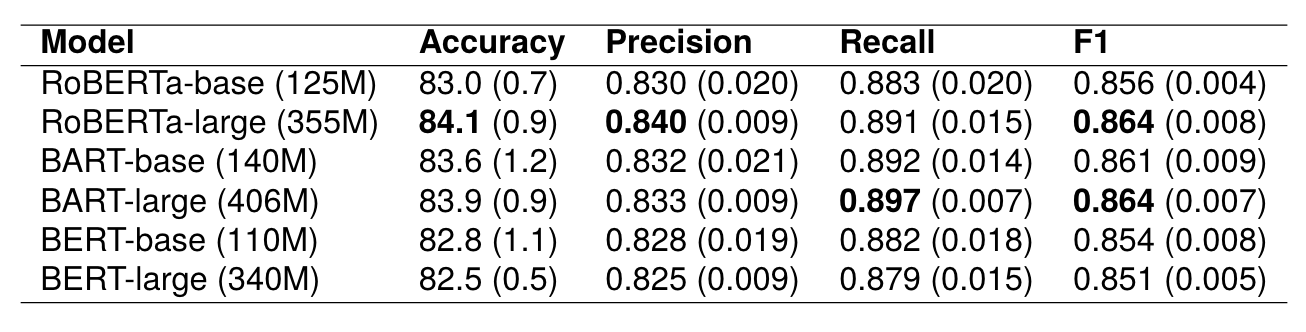 Model Accuracy Precision Recall F1
RoBERTa-base (125M) 83.0 (0.7) 0.830 (0.020) 0.883 (0.020) 0.856 (0.004)
RoBERTa-large (355M) 84.1 (0.9) 0.840 (0.009) 0.891 (0.015) 0.864 (0.008)
BART-base (140M) 83.6 (1.2) 0.832 (0.021) 0.892 (0.014) 0.861 (0.009)
BART-large (406M) 83.9 (0.9) 0.833 (0.009) 0.897 (0.007) 0.864 (0.007)
BERT-base (110M) 82.8 (1.1) 0.828 (0.019) 0.882 (0.018) 0.854 (0.008)
BERT-large (340M) 82.5 (0.5) 0.825 (0.009) 0.879 (0.015) 0.851 (0.005)